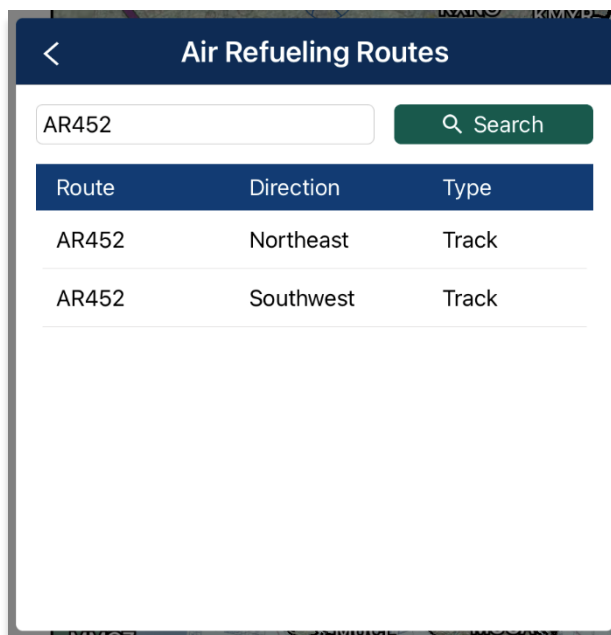 Air Refueling Routes
AR452 Search
Route Direction Type
AR452 Northeast Track
AR452 Southwest Track